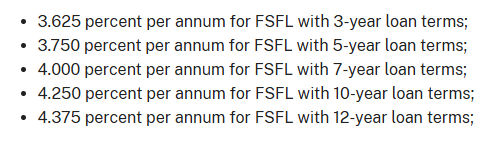 • 3.625 percent per annum for FSFL with 3-year loan terms;
• 3.750 percent per annum for FSFL with 5-year loan terms;
• 4.000 percent per annum for FSFL with 7-year loan terms;
• 4.250 percent per annum for FSFL with 10-year loan terms;
• 4.375 percent per annum for FSFL with 12-year loan terms;